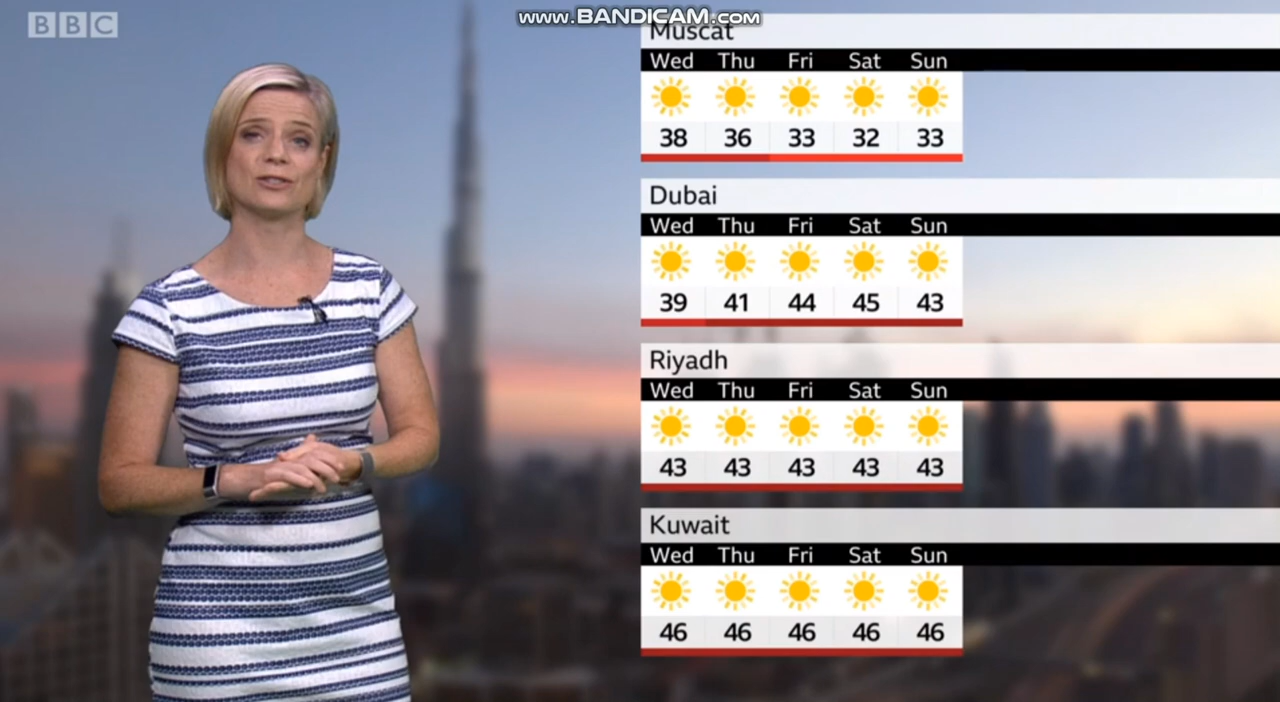 BBC
www.BANDICAM.com
Muscat
Wed Thu Fri Sat Sun
38 36 33 32 33
Dubai
Wed Thu Fri Sat Sun
39 41 44 45 43
Riyadh
Wed Thu Fri Sat Sun
43 43 43 43 43
Kuwait
Wed Thu Fri Sat Sun
46 46 46 46 46